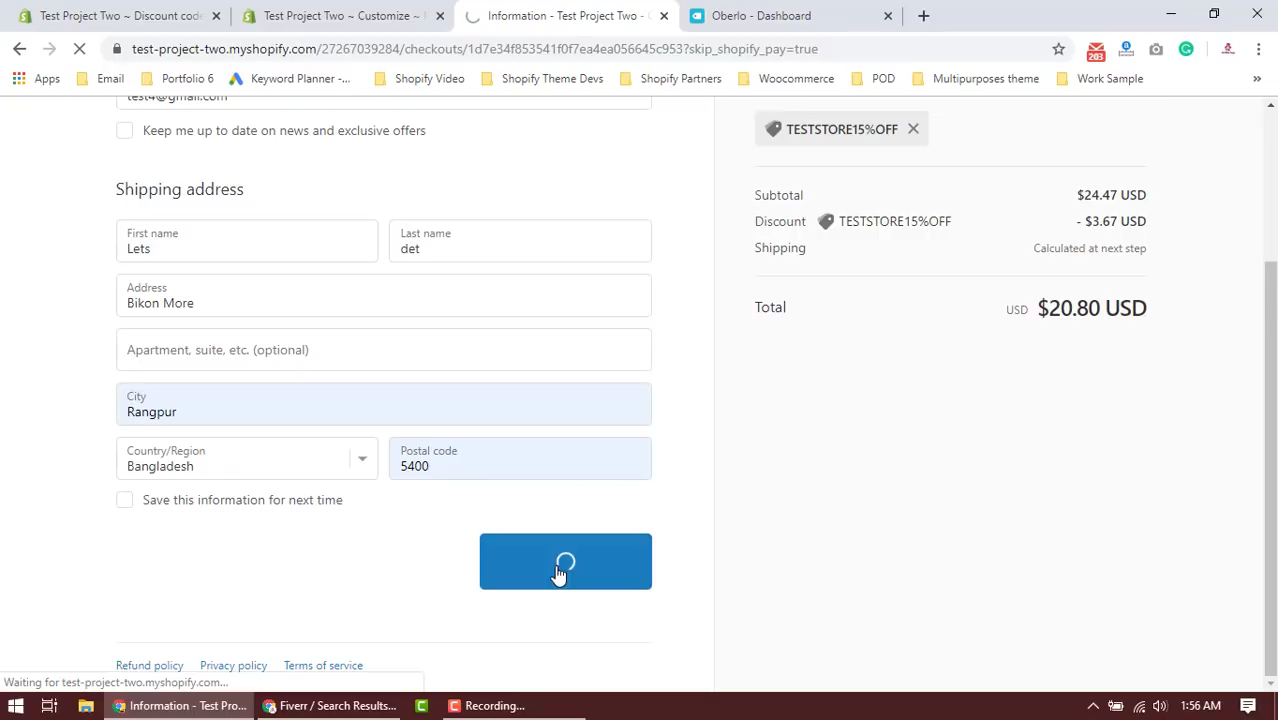 Test Project Two ~ Discount code
Test Project Two ~ Customize ~
Information - Test Project Two -
Oberlo - Dashboard
test-project-two.myshopify.com/27267039284/checkouts/1d7e34f853541f0f7ea4ea056645c953?skip_shopify_pay=true
203
Apps
Email
Portfolio 6
Keyword Planner -...
Shopify Video
Shopify Theme Devs
Shopify Partners
Woocommerce
POD
Multipurposes theme
Work Sample
»
test4@gmail.com
Keep me up to date on news and exclusive offers
Shipping address
First name
Lets
Last name
det
Address
Bikon More
Apartment, suite, etc. (optional)
City
Rangpur
Country/Region
Bangladesh
Postal code
5400
Save this information for next time
Refund policy
Privacy policy
Terms of service
TESTSTORE15%OFF
Subtotal
$24.47 USD
Discount
TESTSTORE15%OFF
- $3.67 USD
Shipping
Calculated at next step
Total
USD $20.80 USD
Waiting for test-project-two.myshopify.com...
Information - Test Pro...
Fiverr / Search Results...
Recording...
1:56 AM